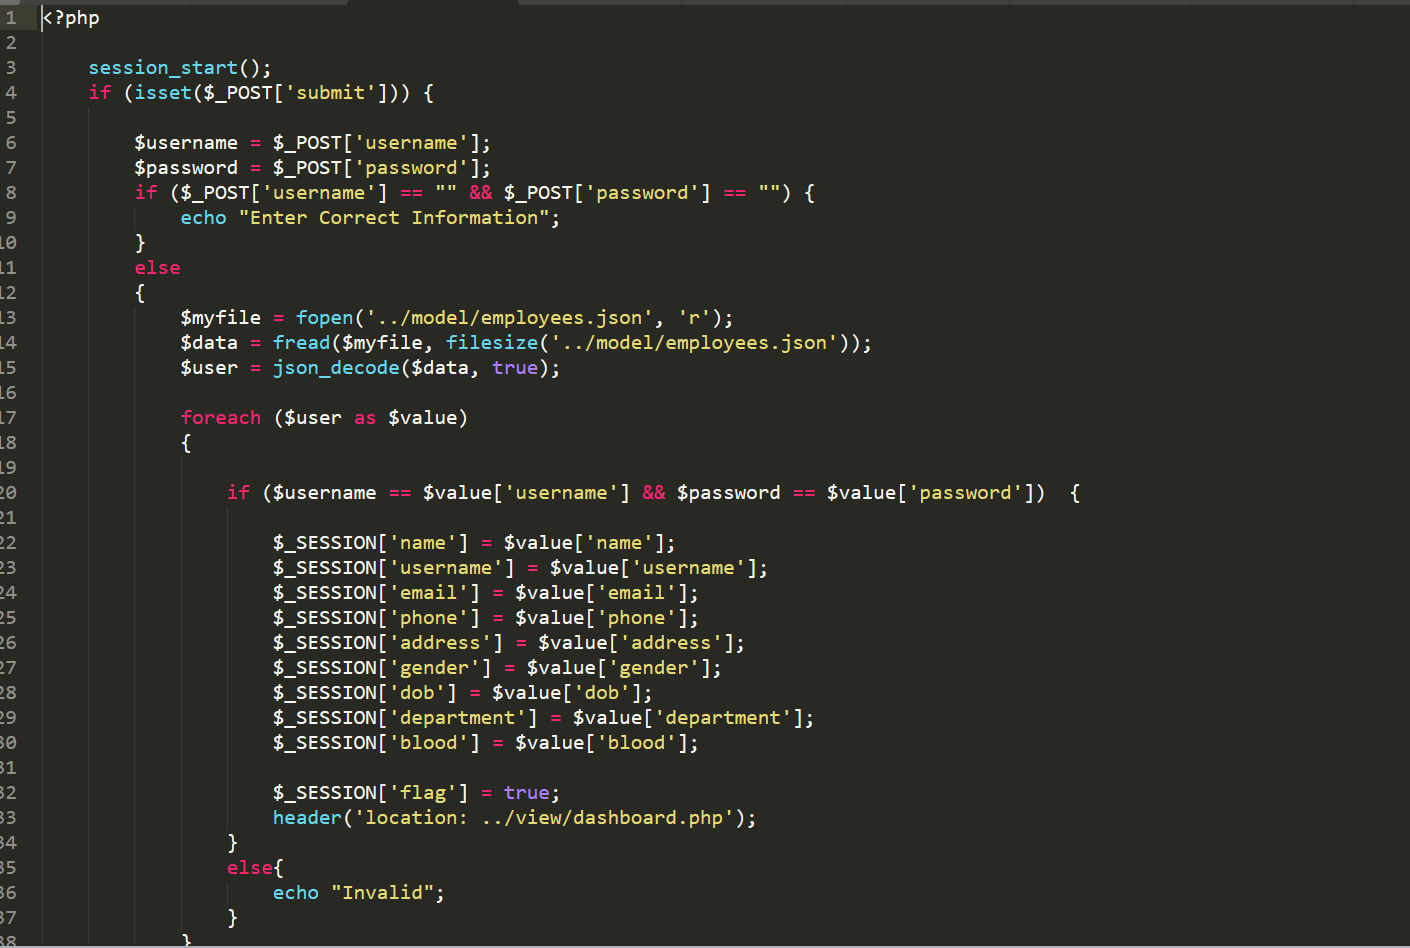 1 <?php
2
3 session_start();
4 if (isset($_POST['submit'])) {
5
6 $username = $_POST['username'];
7 $password = $_POST['password'];
8 if ($_POST['username'] == "" && $_POST['password'] == "") {
9 echo "Enter Correct Information";
10 }
11 else
12 {
13 $myfile = fopen('../model/employees.json', 'r');
14 $data = fread($myfile, filesize('../model/employees.json'));
15 $user = json_decode($data, true);
16
17 foreach ($user as $value)
18 {
19
20 if ($username == $value['username'] && $password == $value['password']) {
21
22 $_SESSION['name'] = $value['name'];
23 $_SESSION['username'] = $value['username'];
24 $_SESSION['email'] = $value['email'];
25 $_SESSION['phone'] = $value['phone'];
26 $_SESSION['address'] = $value['address'];
27 $_SESSION['gender'] = $value['gender'];
28 $_SESSION['dob'] = $value['dob'];
29 $_SESSION['department'] = $value['department'];
30 $_SESSION['blood'] = $value['blood'];
31
32 $_SESSION['flag'] = true;
33 header('location: ../view/dashboard.php');
34 }
35 else{
36 echo "Invalid";
37 }
38 }